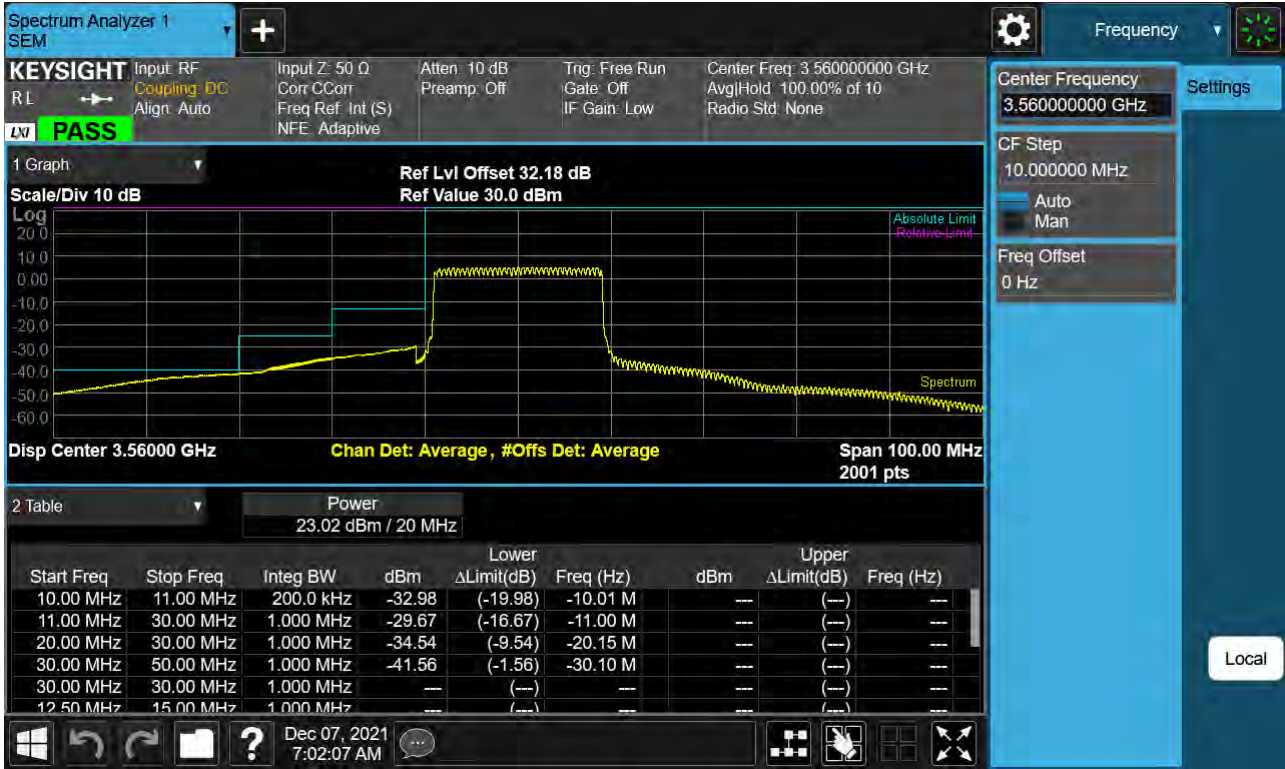 Spectrum Analyzer 1
SEM
+
Frequency
KEYSIGHT
R L
LXI
PASS
Input: RF
Coupling: DC
Align: Auto
Input Z: 50 Ω
Corr CCorr
Freq Ref: Int (S)
NFE: Adaptive
Atten: 10 dB
Preamp: Off
Trig: Free Run
Gate: Off
IF Gain: Low
Center Freq: 3.560000000 GHz
Avg|Hold: 100.00% of 10
Radio Std: None
Center Frequency
3.560000000 GHz
Settings
CF Step
10.000000 MHz
Auto
Man
Freq Offset
0 Hz
Local
1 Graph
Scale/Div 10 dB
Ref Lvl Offset 32.18 dB
Ref Value 30.0 dBm
Log
20.0
10.0
0.00
-10.0
-20.0
-30.0
-40.0
-50.0
-60.0
Absolute Limit
Relative Limit
Spectrum
Disp Center 3.56000 GHz
Chan Det: Average, #Offs Det: Average
Span 100.00 MHz
2001 pts
2 Table
Power
23.02 dBm / 20 MHz
Lower Upper
Start Freq Stop Freq Integ BW dBm ΔLimit(dB) Freq (Hz) dBm ΔLimit(dB) Freq (Hz)
10.00 MHz 11.00 MHz 200.0 kHz -32.98 (-19.98) -10.01 M --- (---) ---
11.00 MHz 30.00 MHz 1.000 MHz -29.67 (-16.67) -11.00 M --- (---) ---
20.00 MHz 30.00 MHz 1.000 MHz -34.54 (-9.54) -20.15 M --- (---) ---
30.00 MHz 50.00 MHz 1.000 MHz -41.56 (-1.56) -30.10 M --- (---) ---
30.00 MHz 30.00 MHz 1.000 MHz --- (---) --- --- (---) ---
12.50 MHz 15.00 MHz 1.000 MHz --- (---) --- --- (---) ---
?
Dec 07, 2021
7:02:07 AM